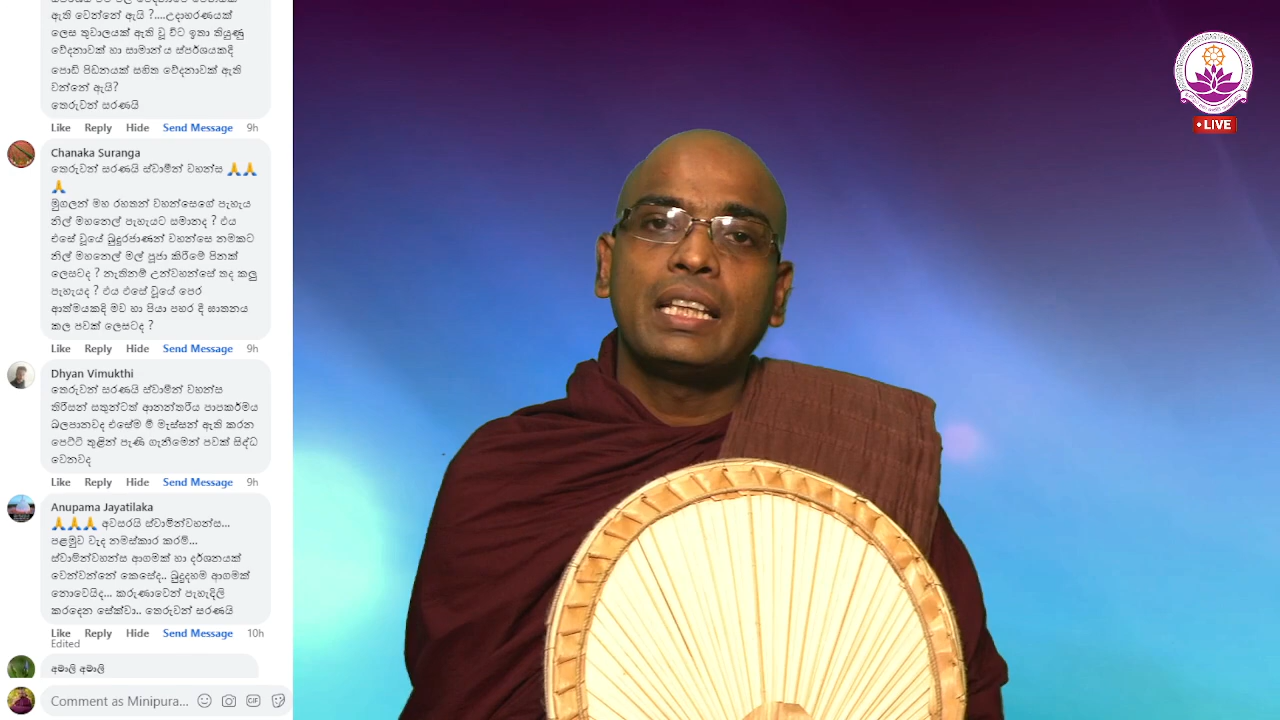 ඇති වෙන්නේ ඇයි ?....උදාහරණයක්
ලෙස තුවාලයක් ඇති වූ විට ඉතා තියුණු
වේදනාවක් හා සාමාන්‍ය ස්පර්ශයකදී
පොඩි පිඩනයක් සහිත වේදනාවක් ඇති
වන්නේ ඇයි?
තෙරුවන් සරණයි
Like Reply Hide Send Message 9h
Chanaka Suranga
තෙරුවන් සරණයි ස්වාමීන් වහන්ස 🙏🙏
🙏
මුගලන් මහ රහතන් වහන්සෙගේ පැහැය
නිල් මහනෙල් පැහැයට සමානද ? එය
එසේ වූයේ බුදුරජාණන් වහන්සෙ නමකට
නිල් මහනෙල් මල් පූජා කිරීමේ පිනක්
ලෙසටද ? නැතිනම් උන්වහන්සේ තද කලු
පැහැයද ? එය එසේ වූයේ පෙර
ආත්මයකදි මව හා පියා පහර දී ඝාතනය
කල පවක් ලෙසටද ?
Like Reply Hide Send Message 9h
Dhyan Vimukthi
තෙරුවන් සරණයි ස්වාමීන් වහන්ස
තිරිසන් සතුන්ටත් ආනන්තරීය පාපකර්මය
බලපානවද එසේම මී මැස්සන් ඇති කරන
පෙට්ටි තුළින් පැණි ගැනීමෙන් පවක් සිද්ධ
වෙනවද
Like Reply Hide Send Message 9h
Anupama Jayatilaka
🙏🙏🙏 අවසරයි ස්වාමින්වහන්ස...
පළමුව වැද නමස්කාර කරමි...
ස්වාමින්වහන්ස ආගමක් හා දර්ශනයක්
වෙන්වන්නේ කෙසේද.. බුදුදහම ආගමක්
නොවෙයිද... කරුණාවෙන් පැහැදිලි
කරදෙන සේක්වා.. තෙරුවන් සරණයි
Like Reply Hide Send Message 10h
Edited
අමාලි අමාලි
Comment as Minipura...
GIF
LIVE